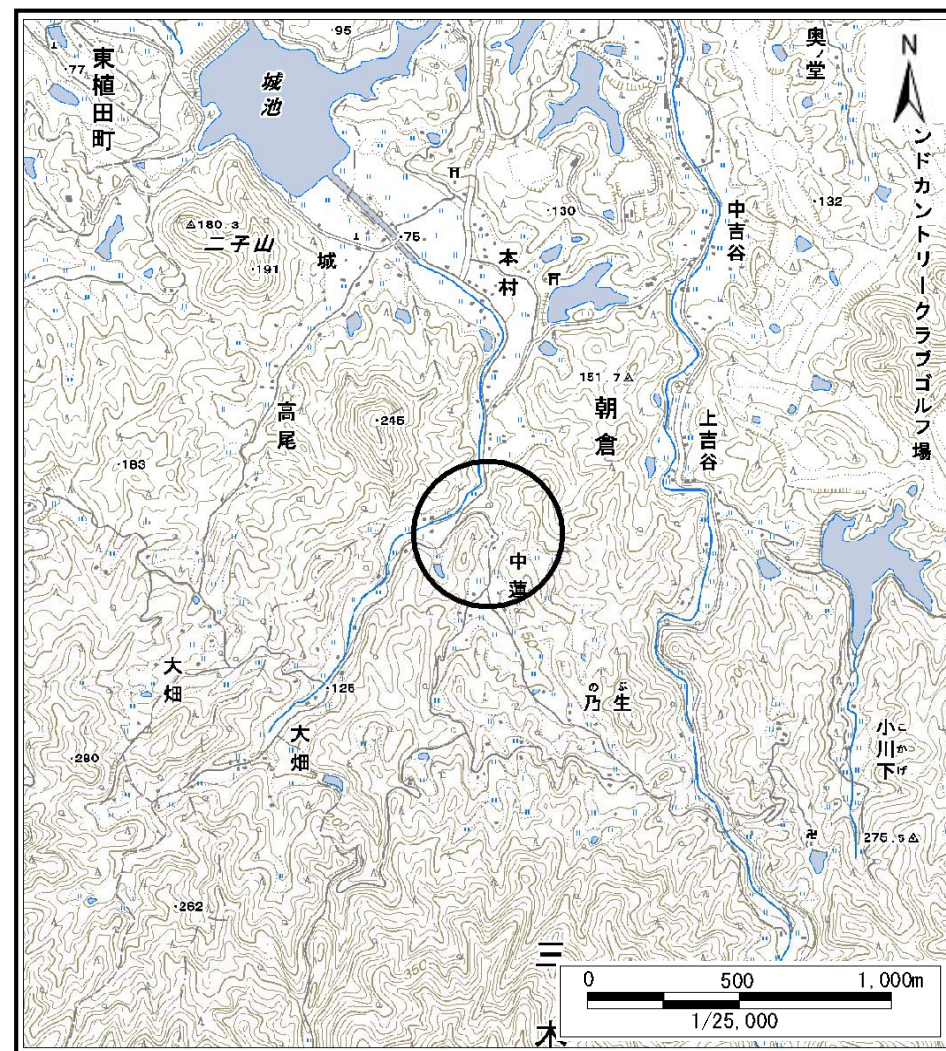 95
奥ノ堂
N
東植田町
77
城池
ンドカントリークラブゴルフ場
中吉谷
132
130
180.3
二子山
191
城
75
本村
151.7
朝倉
上吉谷
高尾
245
183
中蓮
大畑
125
大畑
のぶ
乃生
小川下
こかげ
280
275.5
262
350
三木
0 500 1,000m
1/25,000